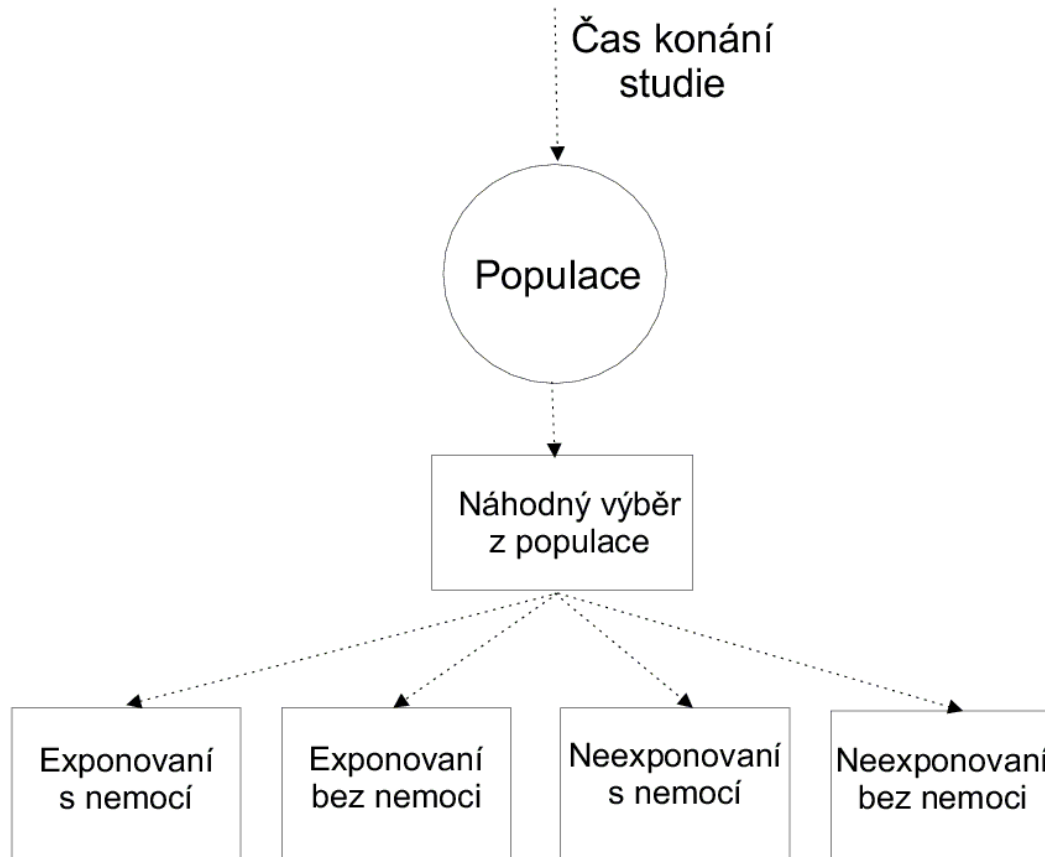 Čas konání
studie
Populace
Náhodný výběr
z populace
Exponovaní
s nemocí
Exponovaní
bez nemoci
Neexponovaní
s nemocí
Neexponovaní
bez nemoci